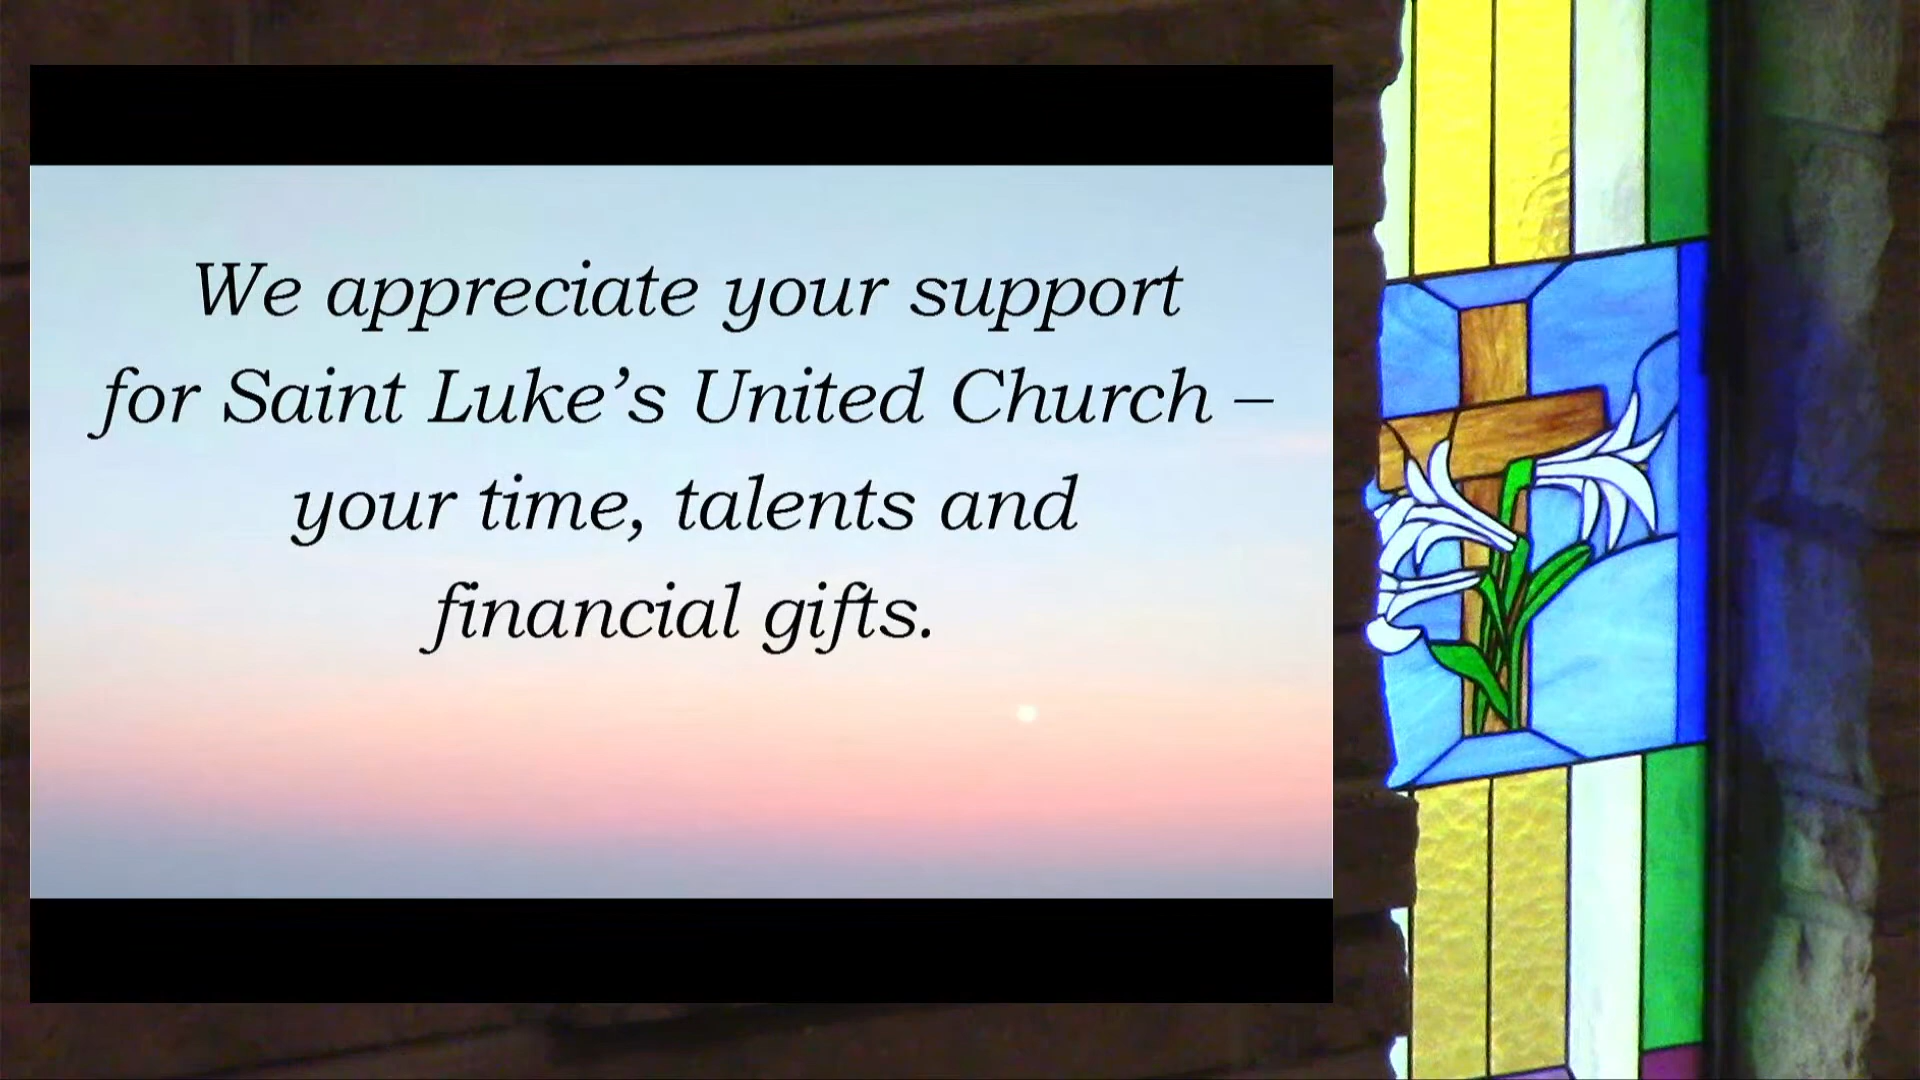 We appreciate your support
for Saint Luke’s United Church –
your time, talents and
financial gifts.